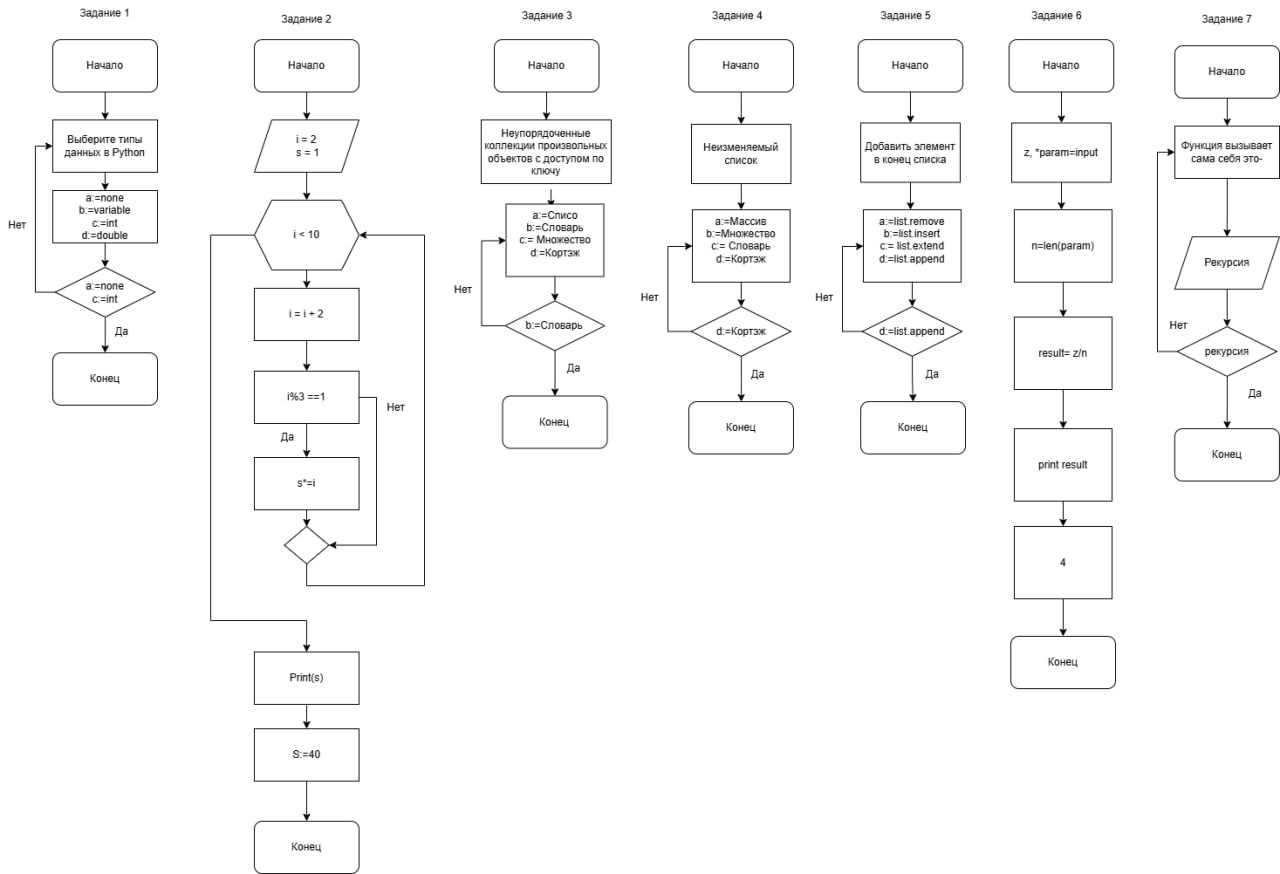 Задание 1
Начало
Выберите типы
данных в Python
a:=none
b:=variable
c:=int
d:=double
Нет
a:=none
c:=int
Да
Конец
Задание 2
Начало
i = 2
s = 1
i < 10
i = i + 2
i%3 ==1
Нет
Да
s*=i
Print(s)
S:=40
Конец
Задание 3
Начало
Неупорядоченные
коллекции произвольных
объектов с доступом по
ключу
a:=Списо
b:=Словарь
c:= Множество
d:=Кортэж
Нет
b:=Словарь
Да
Конец
Задание 4
Начало
Неизменяемый
список
a:=Массив
b:=Множество
c:= Словарь
d:=Кортэж
Нет
d:=Кортэж
Да
Конец
Задание 5
Начало
Добавить элемент
в конец списка
a:=list.remove
b:=list.insert
c:= list.extend
d:=list.append
Нет
d:=list.append
Да
Конец
Задание 6
Начало
z, *param=input
n=len(param)
result= z/n
print result
4
Конец
Задание 7
Начало
Функция вызывает
сама себя это-
Рекурсия
Нет
рекурсия
Да
Конец